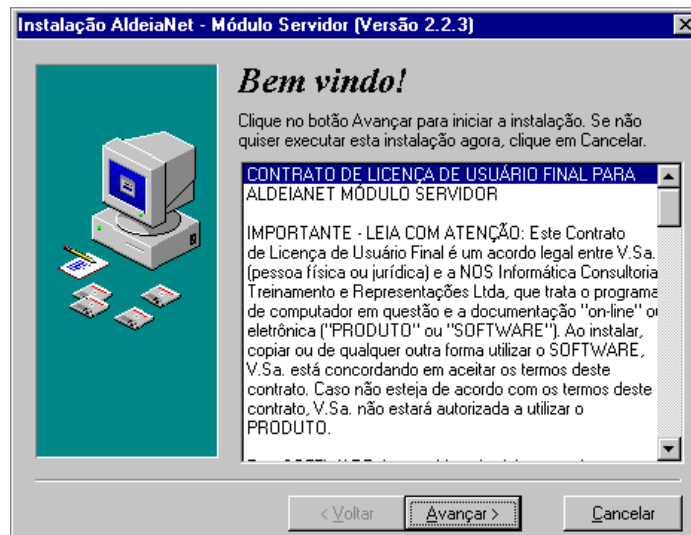 Instalação AldeiaNet - Módulo Servidor (Versão 2.2.3)
Bem vindo!
Clique no botão Avançar para iniciar a instalação. Se não
quiser executar esta instalação agora, clique em Cancelar.
CONTRATO DE LICENÇA DE USUÁRIO FINAL PARA
ALDEIANET MÓDULO SERVIDOR
IMPORTANTE - LEIA COM ATENÇÃO: Este Contrato
de Licença de Usuário Final é um acordo legal entre V.Sa.
(pessoa física ou jurídica) e a NOS Informática Consultoria
Treinamento e Representações Ltda, que trata o programa
de computador em questão e a documentação "on-line" ou
eletrônica ("PRODUTO" ou "SOFTWARE"). Ao instalar,
copiar ou de qualquer outra forma utilizar o SOFTWARE,
V.Sa. está concordando em aceitar os termos deste
contrato. Caso não esteja de acordo com os termos deste
contrato, V.Sa. não estará autorizada a utilizar o
PRODUTO.
< Voltar
Avançar >
Cancelar